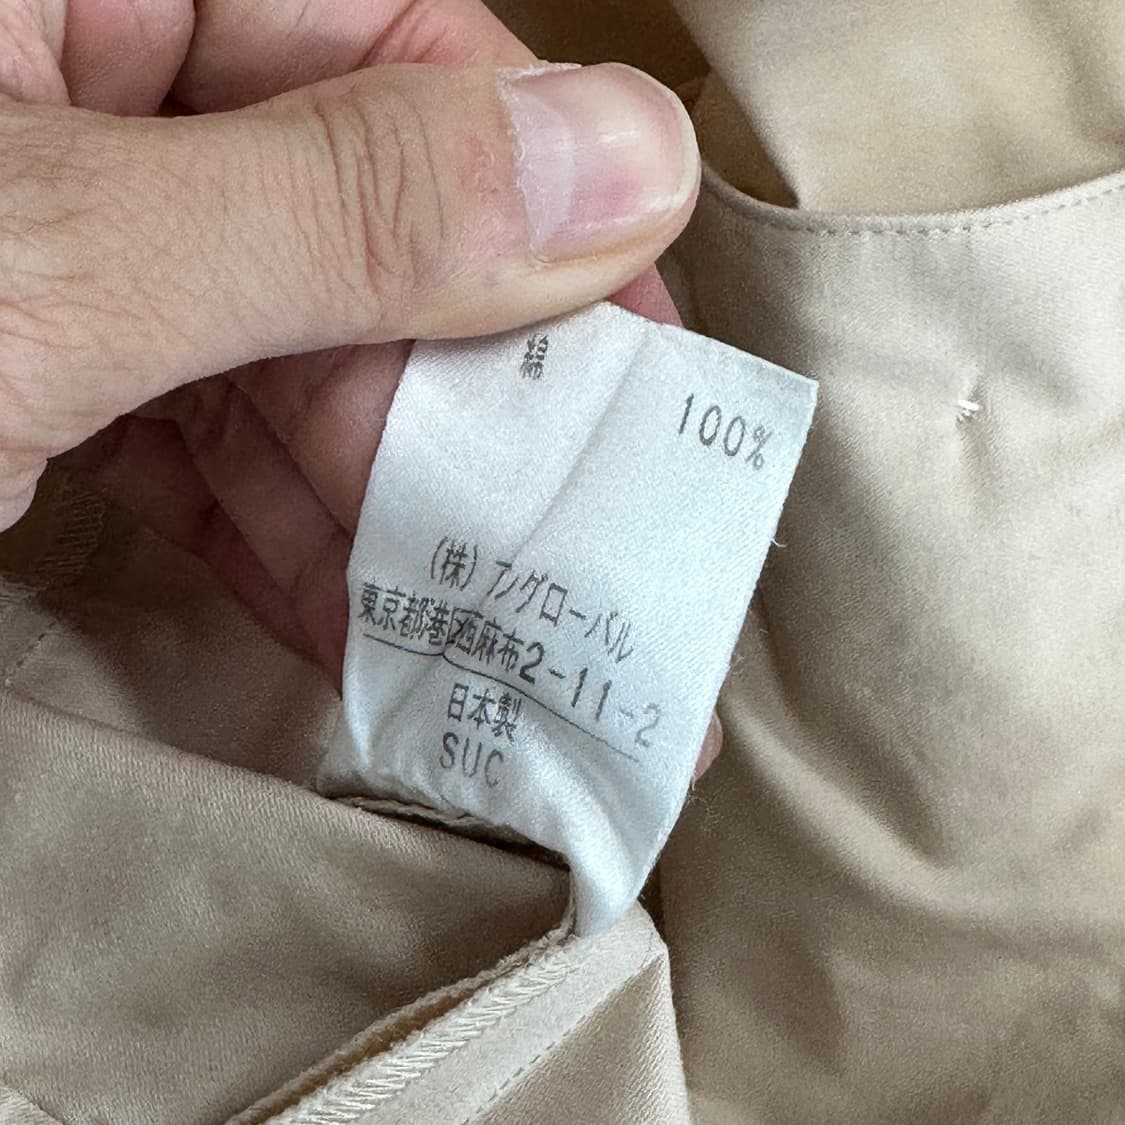 綿 100%
(株) アングローバル
東京都港区西麻布2-11-2
日本製
SUC